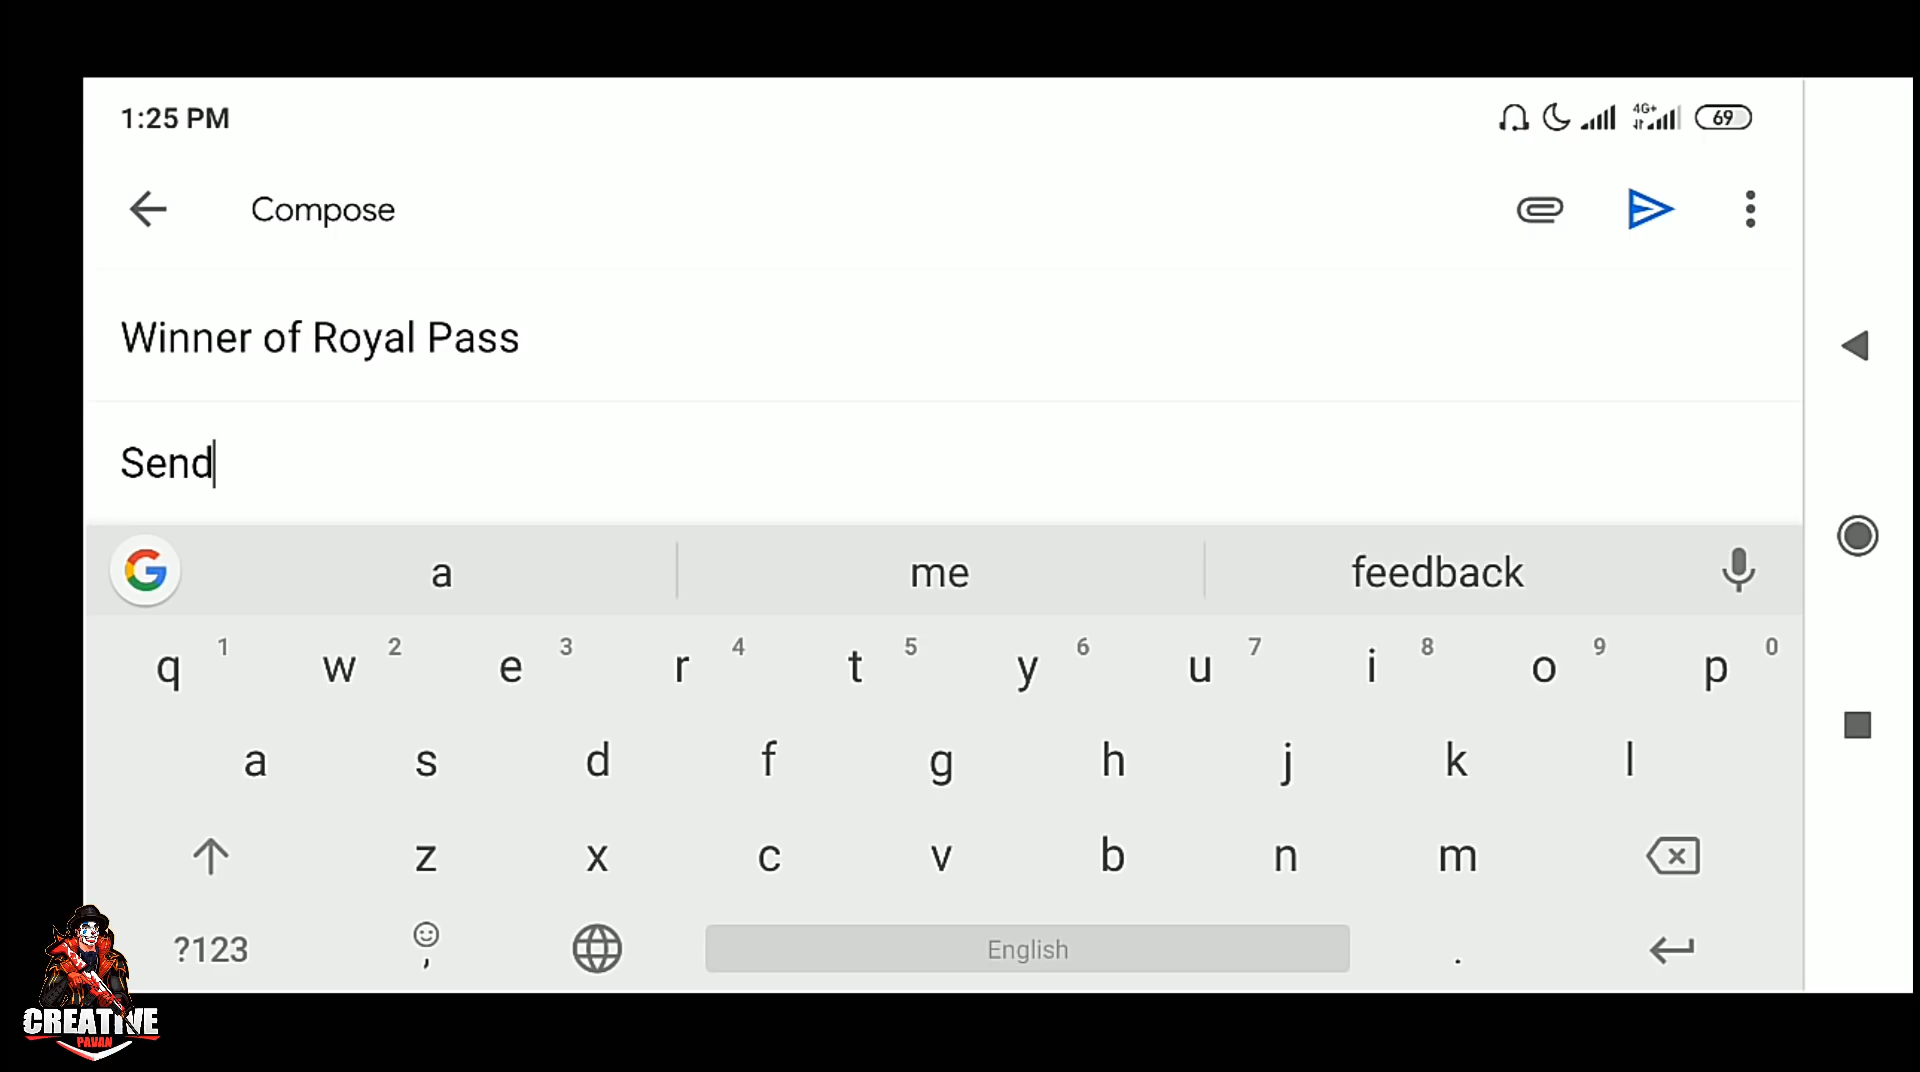 1:25 PM
4G+
69
Compose
Winner of Royal Pass
Send
a
me
feedback
q 1 w 2 e 3 r 4 t 5 y 6 u 7 i 8 o 9 p 0
a s d f g h j k l
z x c v b n m
?123 , English .
CREATIVE
PAVAN